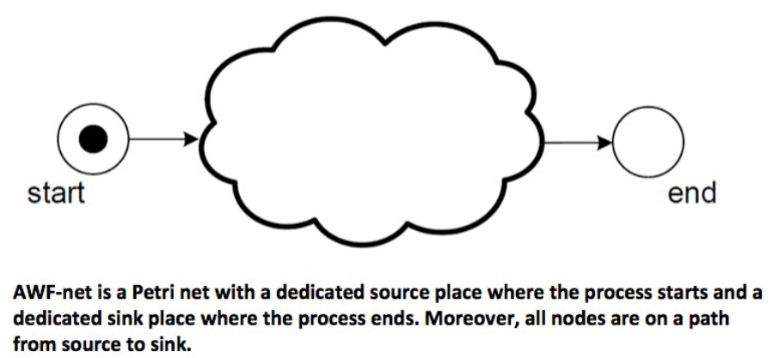 start
end
AWF-net is a Petri net with a dedicated source place where the process starts and a
dedicated sink place where the process ends. Moreover, all nodes are on a path
from source to sink.